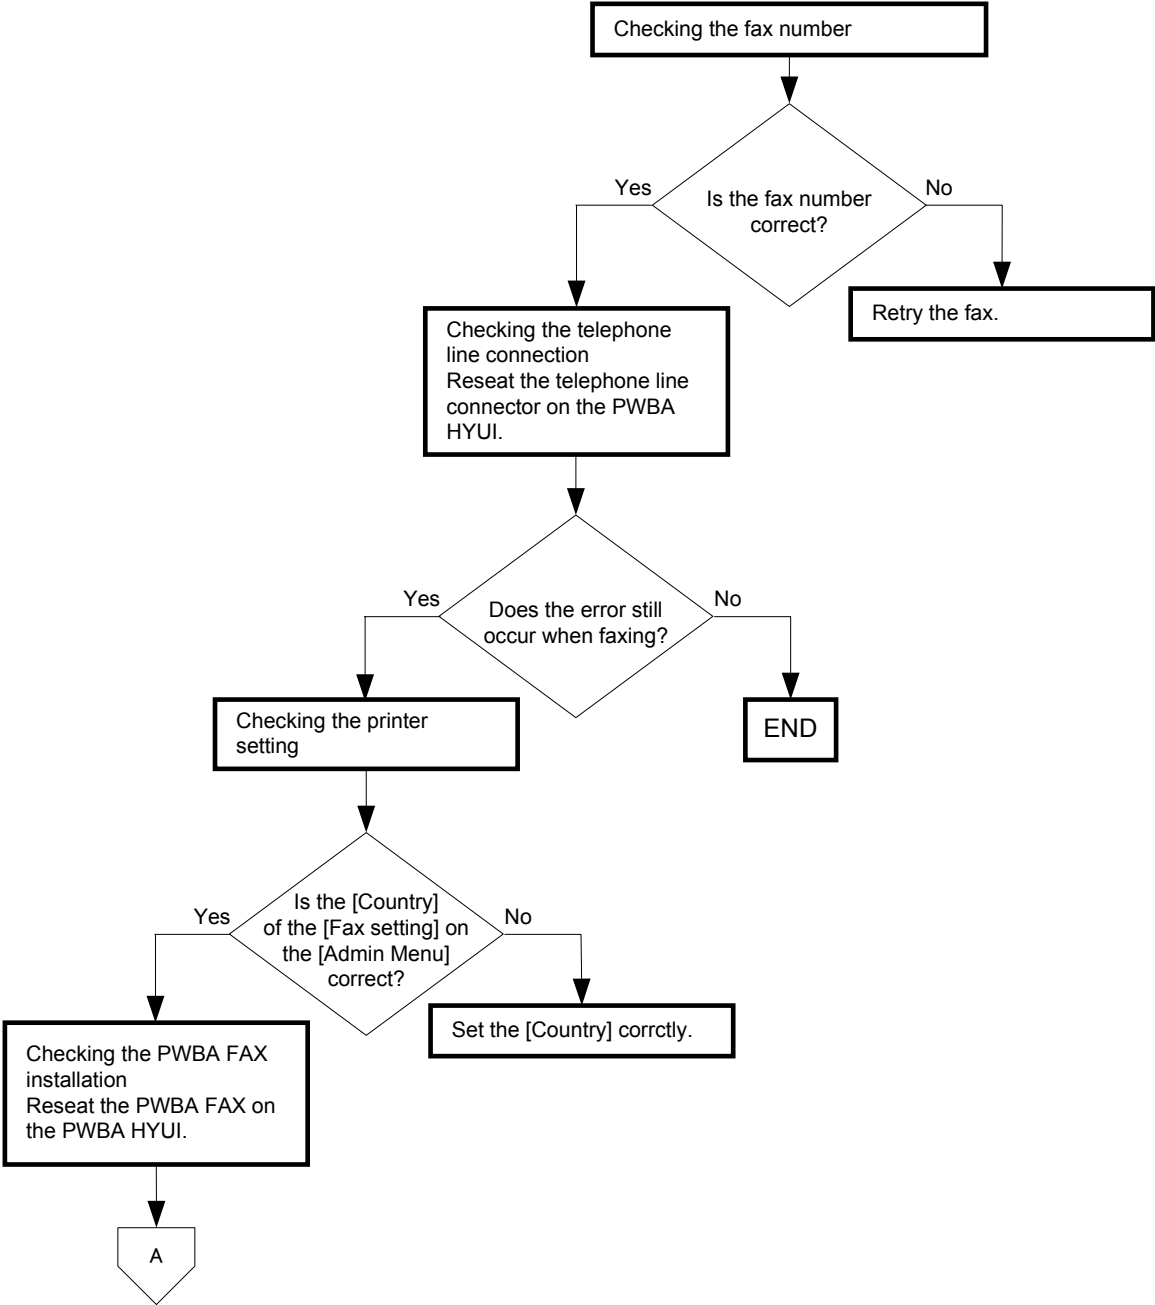 Checking the fax number
Yes
No
Is the fax number
correct?
Retry the fax.
Checking the telephone
line connection
Reseat the telephone line
connector on the PWBA
HYUI.
Yes
No
Does the error still
occur when faxing?
Checking the printer
setting
END
Yes
No
Is the [Country]
of the [Fax setting] on
the [Admin Menu]
correct?
Set the [Country] corrctly.
Checking the PWBA FAX
installation
Reseat the PWBA FAX on
the PWBA HYUI.
A